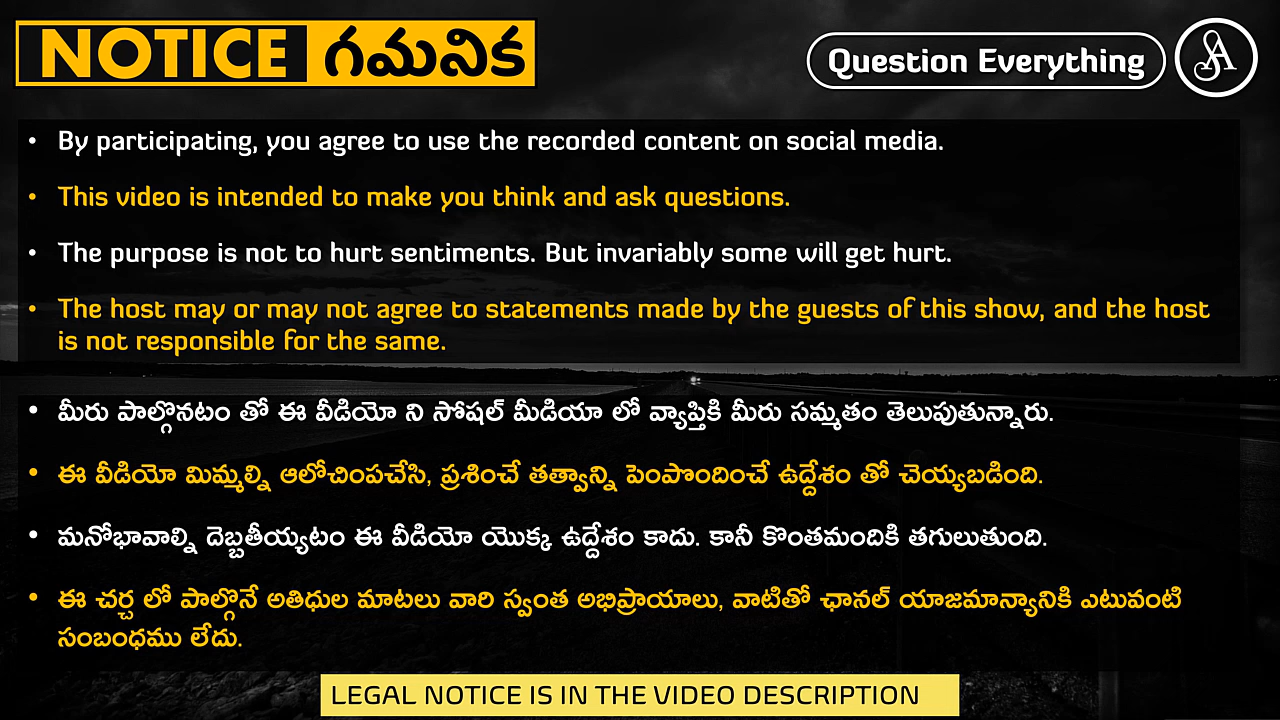 NOTICE గమనిక
Question Everything
• By participating, you agree to use the recorded content on social media.
• This video is intended to make you think and ask questions.
• The purpose is not to hurt sentiments. But invariably some will get hurt.
• The host may or may not agree to statements made by the guests of this show, and the host
is not responsible for the same.
• మీరు పాల్గొనటం తో ఈ వీడియో ని సోషల్ మీడియా లో వ్యాప్తికి మీరు సమ్మతం తెలుపుతున్నారు.
• ఈ వీడియో మిమ్మల్ని ఆలోచింపచేసి, ప్రశించే తత్వాన్ని పెంపొందించే ఉద్దేశం తో చెయ్యబడింది.
• మనోభావాల్ని దెబ్బతీయ్యటం ఈ వీడియో యొక్క ఉద్దేశం కాదు. కానీ కొంతమందికి తగులుతుంది.
• ఈ చర్చ లో పాల్గొనే అతిధుల మాటలు వారి స్వంత అభిప్రాయాలు, వాటితో ఛానల్ యాజమాన్యానికి ఎటువంటి
సంబంధము లేదు.
LEGAL NOTICE IS IN THE VIDEO DESCRIPTION